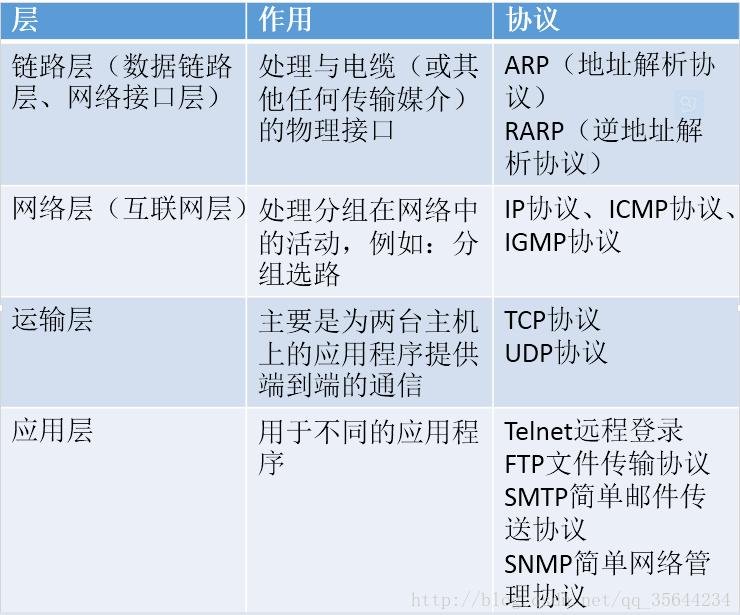 层
作用
协议
链路层（数据链路
层、网络接口层）
处理与电缆（或其
他任何传输媒介）
的物理接口
ARP（地址解析协
议）
RARP（逆地址解
析协议）
网络层（互联网层）
处理分组在网络中
的活动，例如：分
组选路
IP协议、ICMP协议、
IGMP协议
运输层
主要是为两台主机
上的应用程序提供
端到端的通信
TCP协议
UDP协议
应用层
用于不同的应用程
序
Telnet远程登录
FTP文件传输协议
SMTP简单邮件传
送协议
SNMP简单网络管
理协议
http://blog.csdn.net/qq_35644234